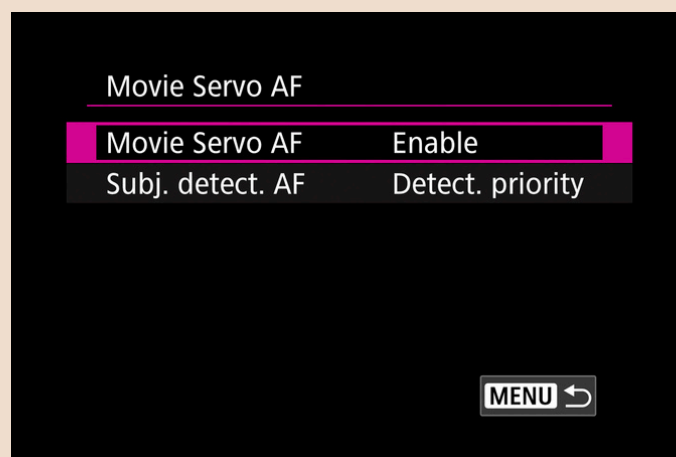 Movie Servo AF
Movie Servo AF Enable
Subj. detect. AF Detect. priority
MENU